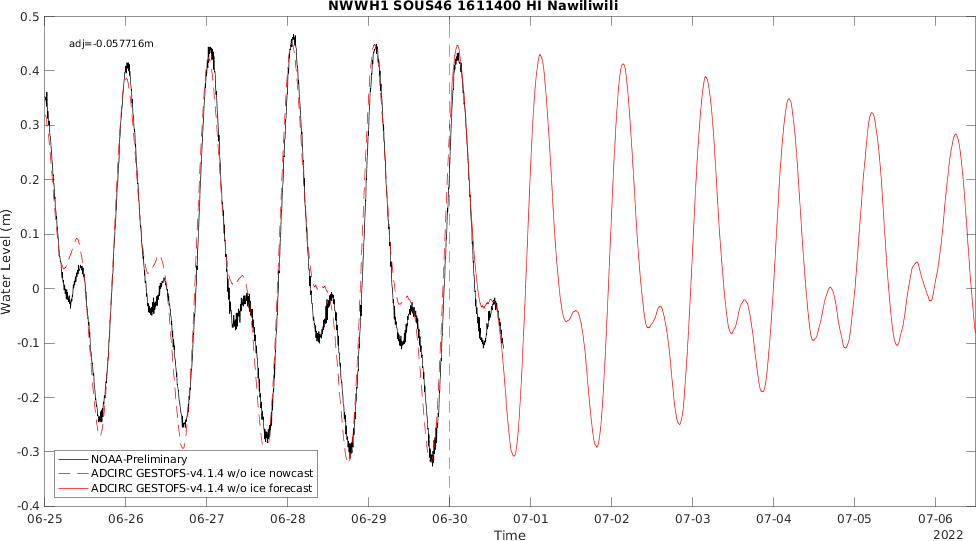 NWWH1 SOUS46 1611400 HI Nawiliwili
adj=-0.057716m
0.5
0.4
0.3
0.2
0.1
0
-0.1
-0.2
-0.3
-0.4
Water Level (m)
NOAA-Preliminary
ADCIRC GESTOFS-v4.1.4 w/o ice nowcast
ADCIRC GESTOFS-v4.1.4 w/o ice forecast
06-25 06-26 06-27 06-28 06-29 06-30 07-01 07-02 07-03 07-04 07-05 07-06
Time
2022